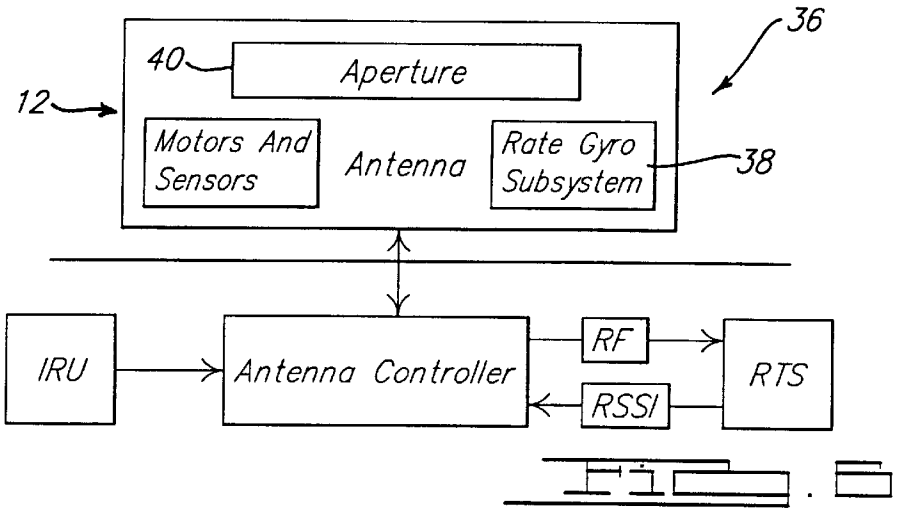 36
40
Aperture
12
Motors And
Sensors
Antenna
Rate Gyro
Subsystem
38
IRU
Antenna Controller
RF
RSSI
RTS